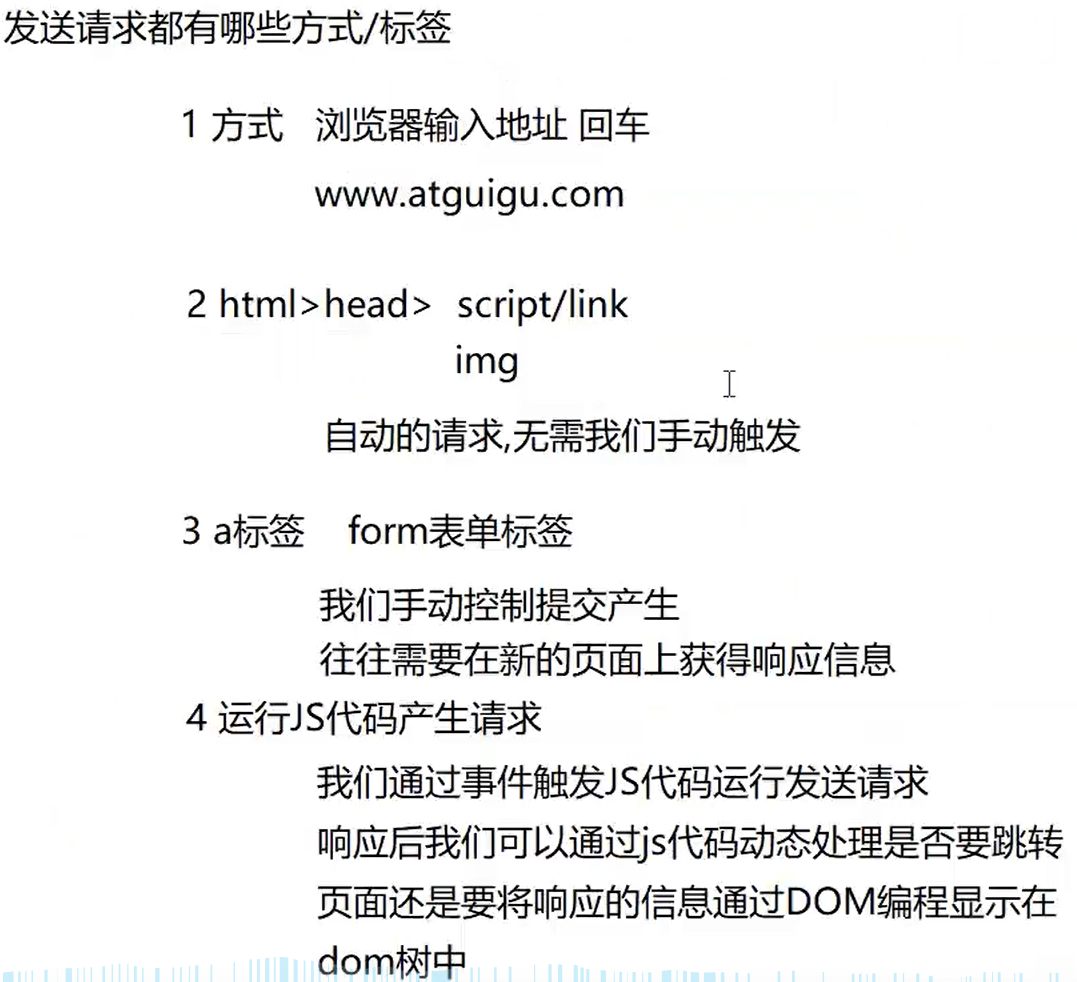 发送请求都有哪些方式/标签
1 方式 浏览器输入地址 回车
www.atguigu.com
2 html>head> script/link
img
自动的请求,无需我们手动触发
3 a标签 form表单标签
我们手动控制提交产生
往往需要在新的页面上获得响应信息
4 运行JS代码产生请求
我们通过事件触发JS代码运行发送请求
响应后我们可以通过js代码动态处理是否要跳转
页面还是要将响应的信息通过DOM编程显示在
dom树中